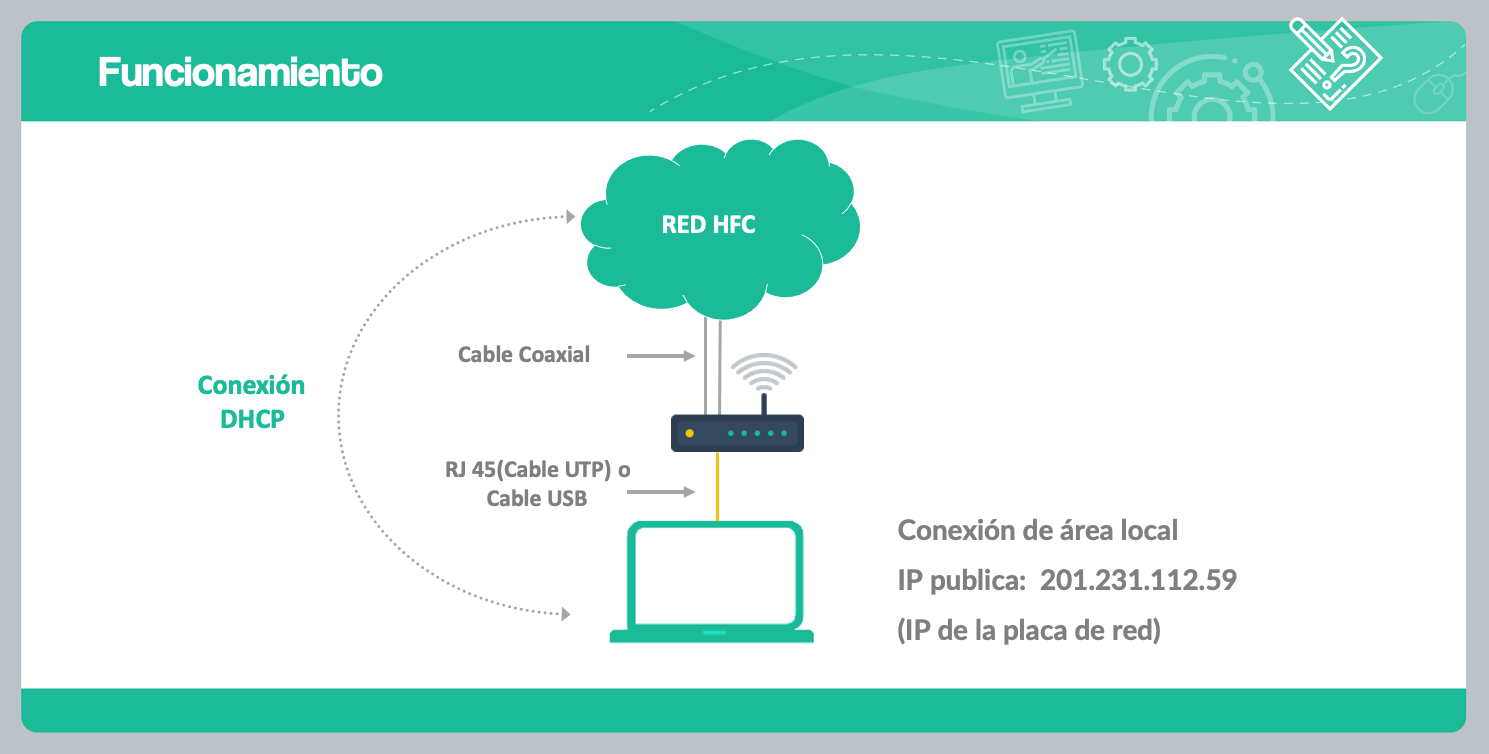 Funcionamiento
RED HFC
Cable Coaxial
Conexión
DHCP
RJ 45(Cable UTP) o
Cable USB
Conexión de área local
IP publica:  201.231.112.59
(IP de la placa de red)